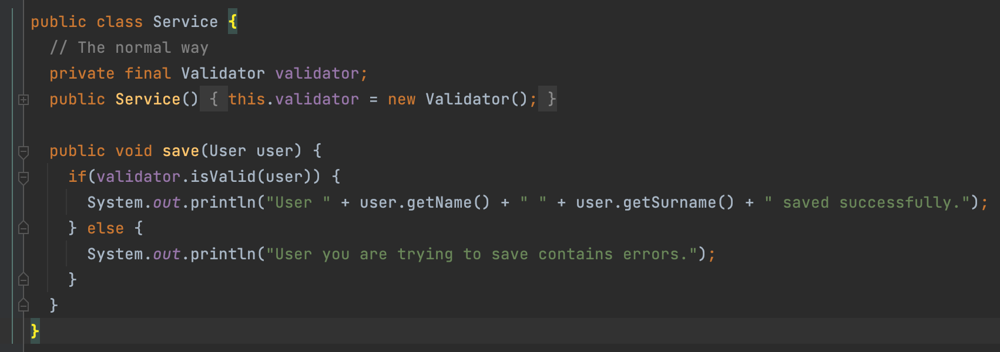 public class Service {
// The normal way
private final Validator validator;
public Service() { this.validator = new Validator(); }
public void save(User user) {
if(validator.isValid(user)) {
System.out.println("User " + user.getName() + " " + user.getSurname() + " saved successfully.");
} else {
System.out.println("User you are trying to save contains errors.");
}
}
}